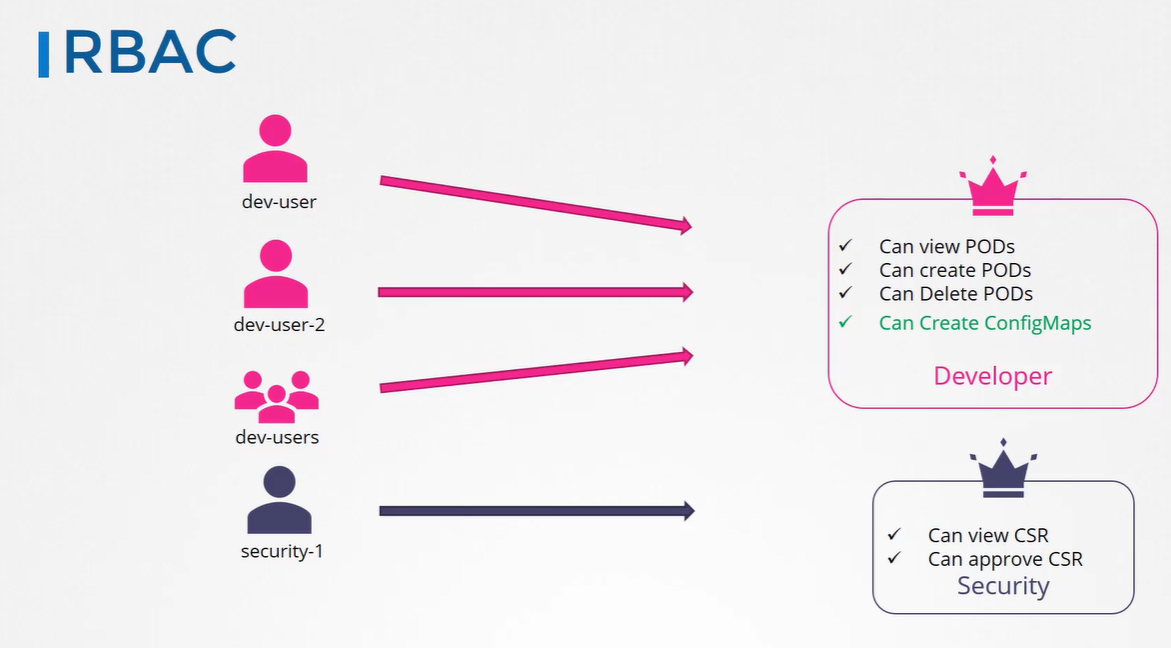 RBAC
dev-user
dev-user-2
dev-users
security-1
Can view PODs
Can create PODs
Can Delete PODs
Can Create ConfigMaps
Developer
Can view CSR
Can approve CSR
Security